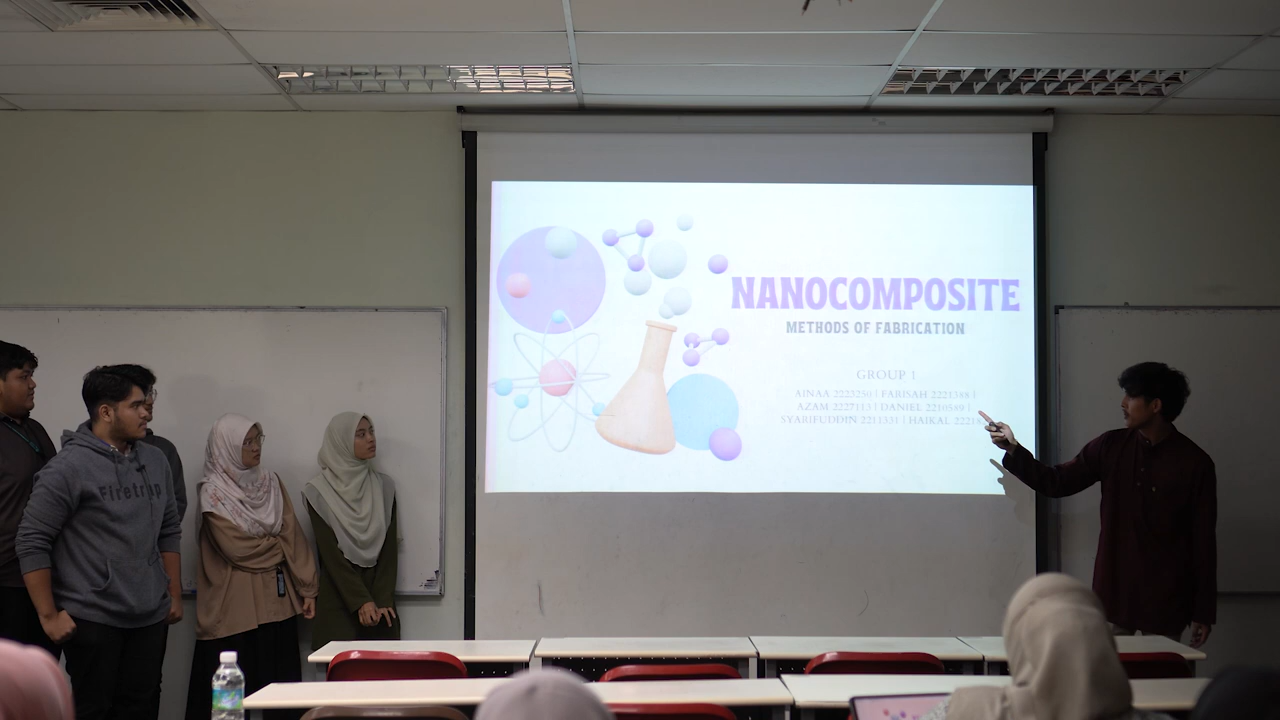 NANOCOMPOSITE
METHODS OF FABRICATION
GROUP 1
AINAA 2223250 | FARISAH 2221388 |
AZAM 2227113 | DANIEL 2210589 |
SYARIFUDDIN 2211331 | HAIKAL
Firetrap